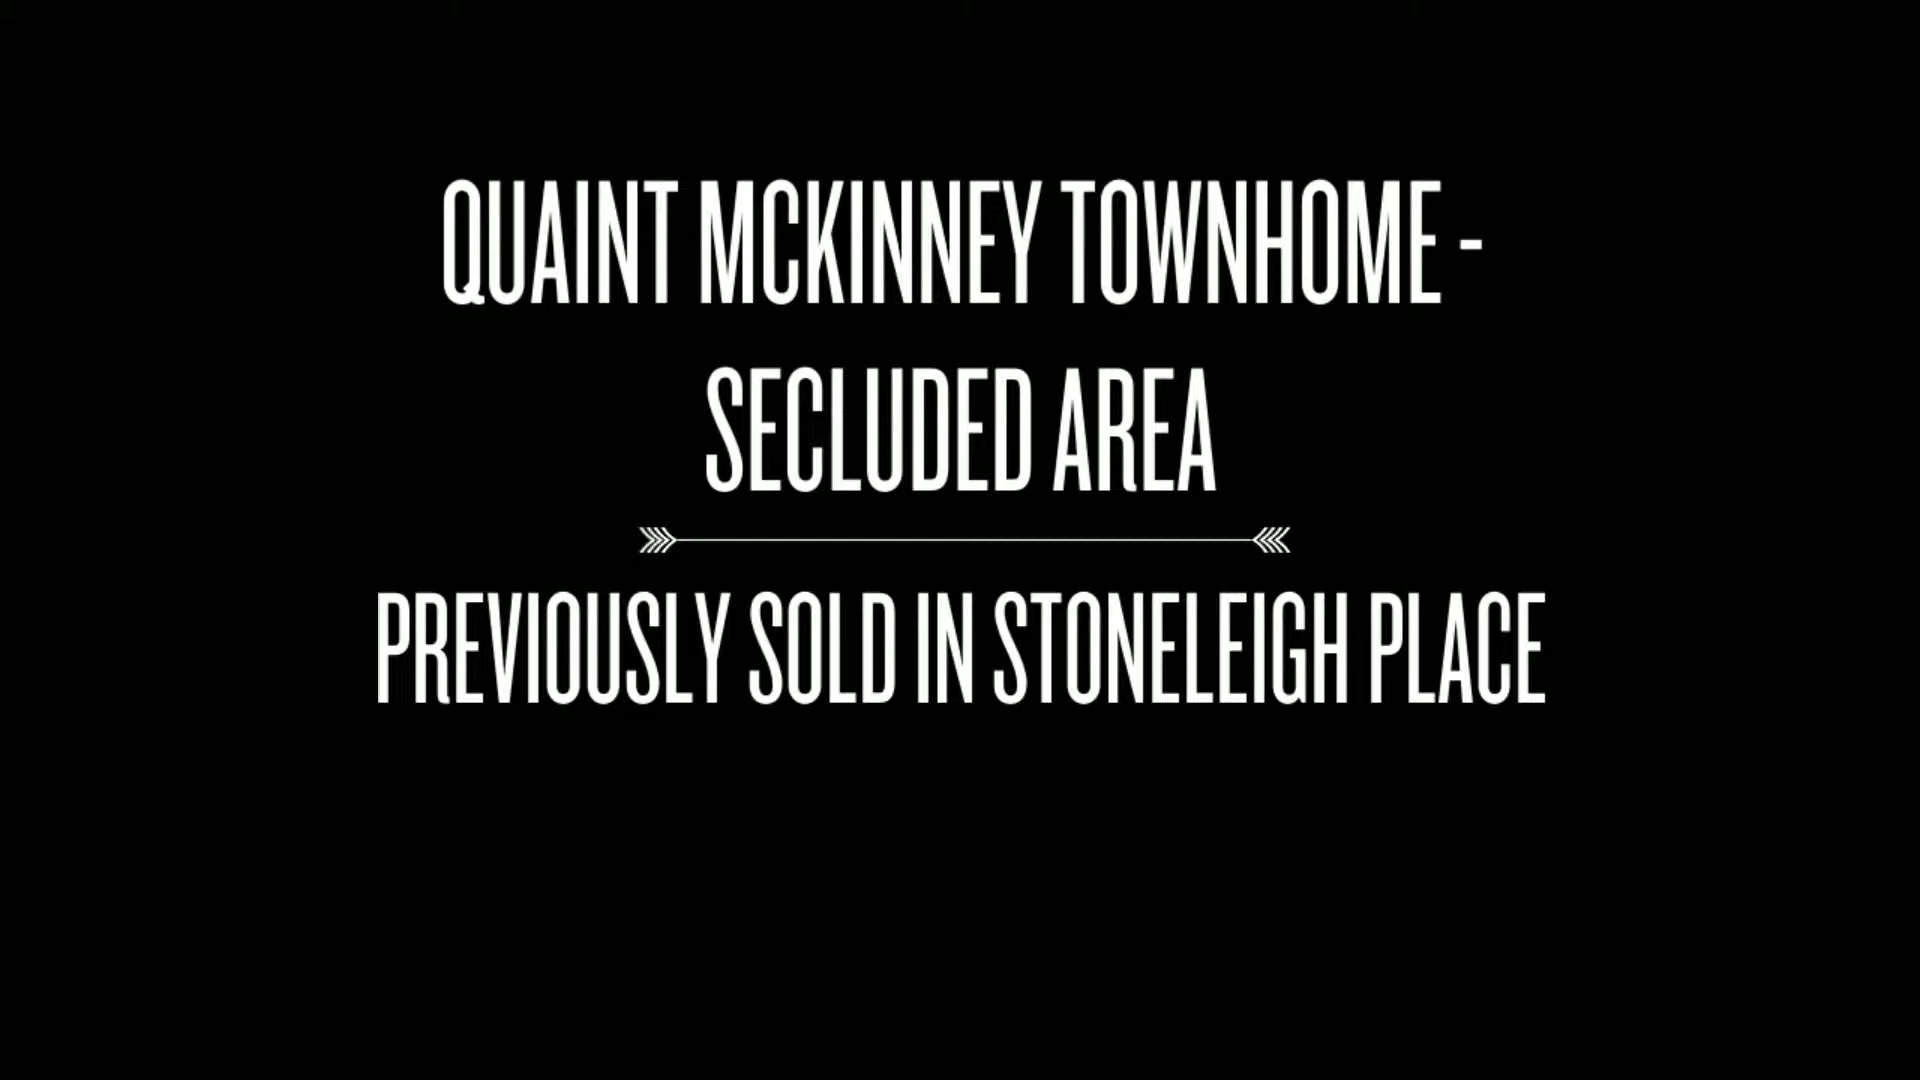 QUAINT MCKINNEY TOWNHOME -
SECLUDED AREA
PREVIOUSLY SOLD IN STONELEIGH PLACE